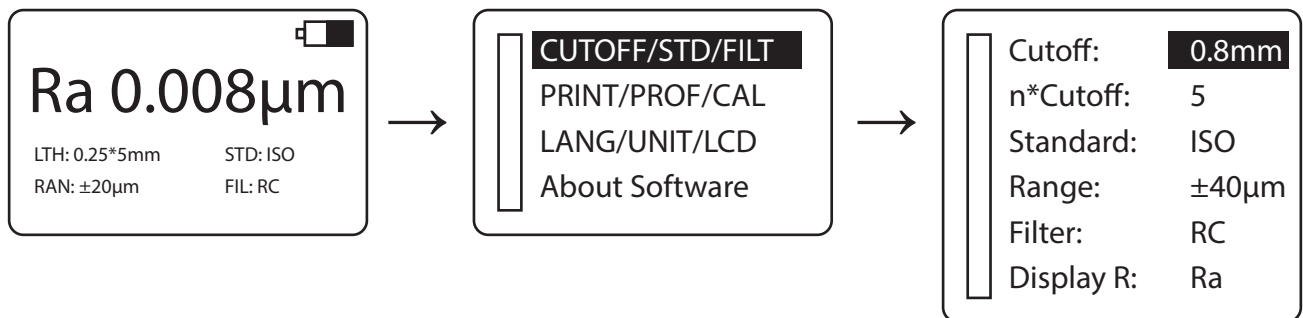 Ra 0.008µm
LTH: 0.25*5mm STD: ISO
RAN: ±20µm FIL: RC
→
CUTOFF/STD/FILT
PRINT/PROF/CAL
LANG/UNIT/LCD
About Software
→
Cutoff: 0.8mm
n*Cutoff: 5
Standard: ISO
Range: ±40µm
Filter: RC
Display R: Ra